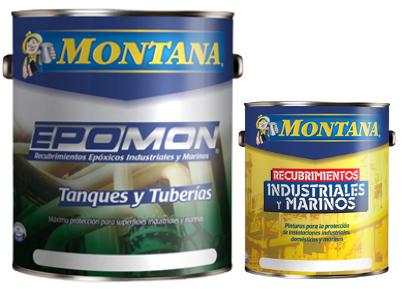 MONTANA
EPOMON
Recubrimientos Epóxicos Industriales y Marinos
Tanques y Tuberías
Máxima protección para superficies industriales y marinas
MONTANA
RECUBRIMIENTOS
INDUSTRIALES
Y MARINOS
Pinturas para la protección
de instalaciones industriales,
domésticas y marinas